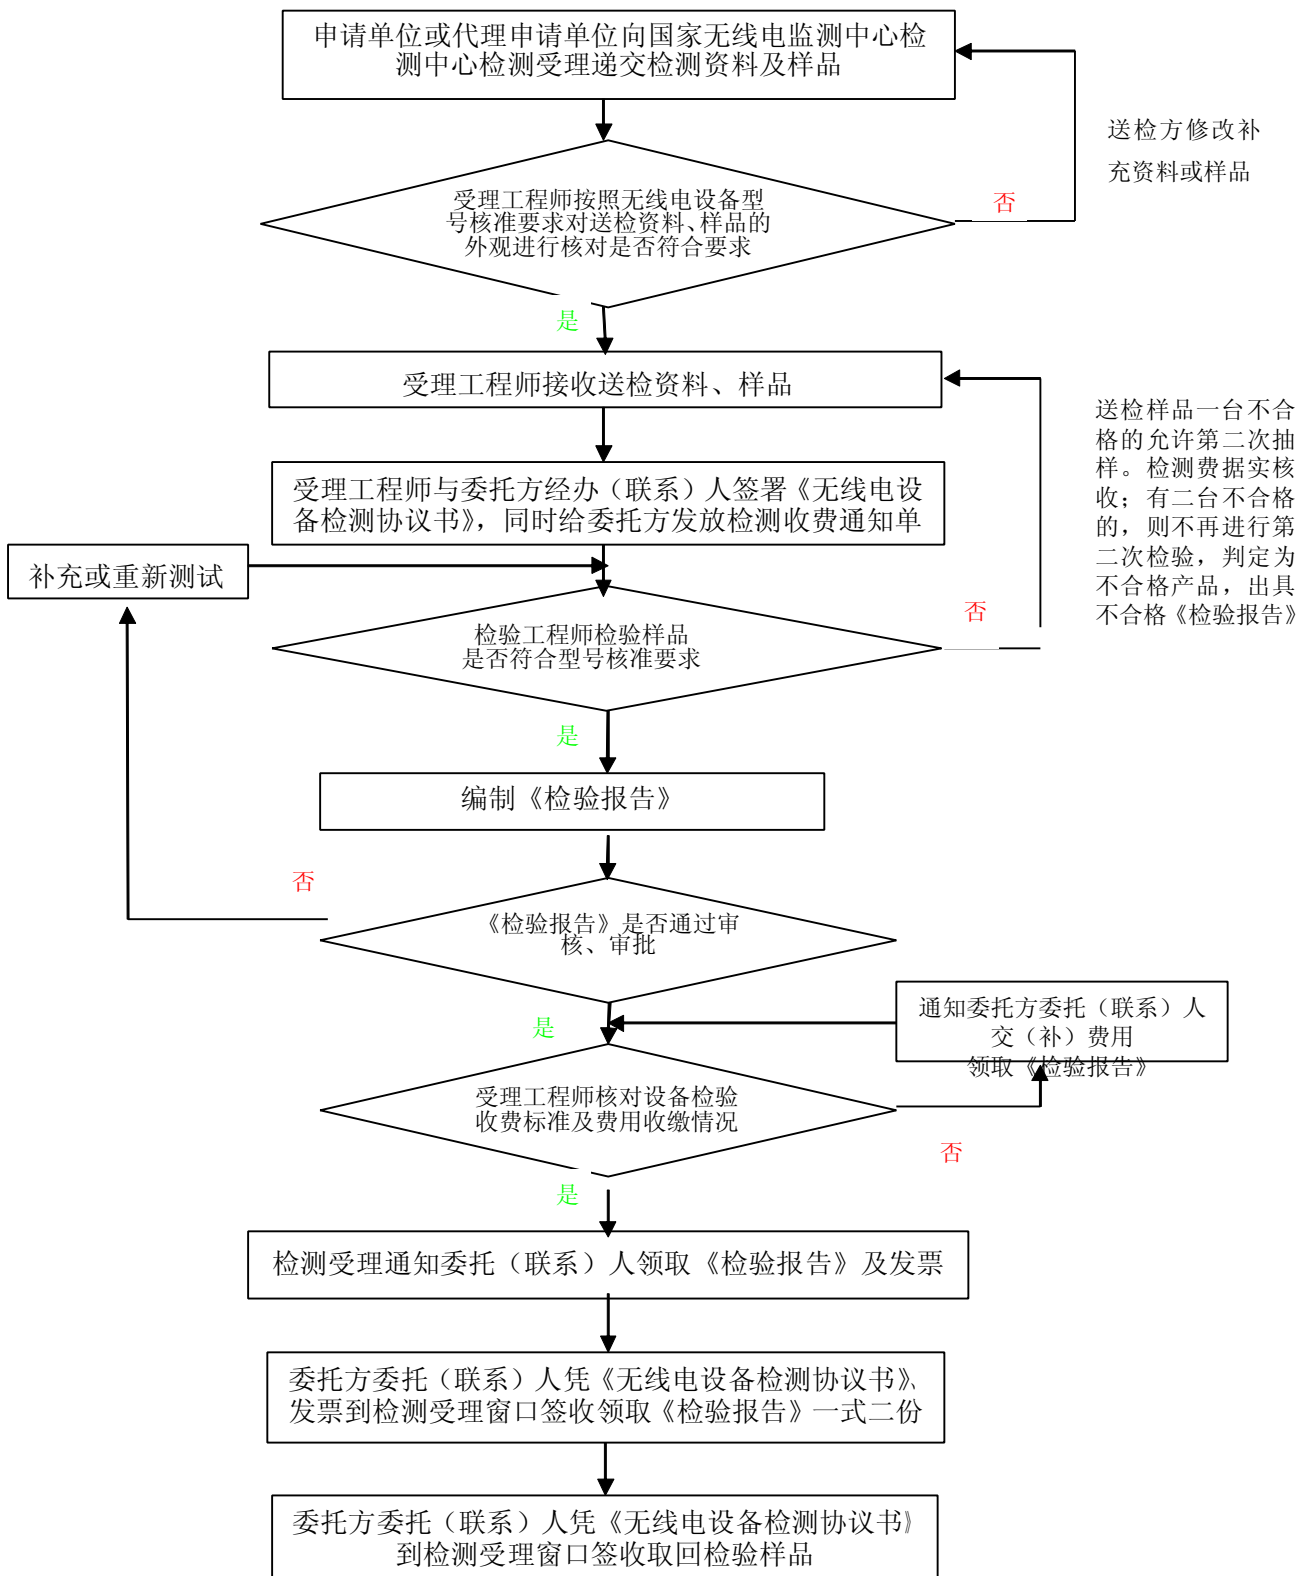 申请单位或代理申请单位向国家无线电监测中心检
测中心检测受理递交检测资料及样品
送检方修改补
充资料或样品
受理工程师按照无线电设备型
号核准要求对送检资料、样品的
外观进行核对是否符合要求
否
是
受理工程师接收送检资料、样品
送检样品一台不合
格的允许第二次抽
样。检测费据实核
收；有二台不合格
的，则不再进行第
二次检验，判定为
不合格产品，出具
不合格《检验报告》
受理工程师与委托方经办（联系）人签署《无线电设
备检测协议书》，同时给委托方发放检测收费通知单
补充或重新测试
检验工程师检验样品
是否符合型号核准要求
否
是
编制《检验报告》
否
《检验报告》是否通过审
核、审批
是
通知委托方委托（联系）人
交（补）费用
领取《检验报告》
受理工程师核对设备检验
收费标准及费用收缴情况
否
是
检测受理通知委托（联系）人领取《检验报告》及发票
委托方委托（联系）人凭《无线电设备检测协议书》、
发票到检测受理窗口签收领取《检验报告》一式二份
委托方委托（联系）人凭《无线电设备检测协议书》
到检测受理窗口签收取回检验样品